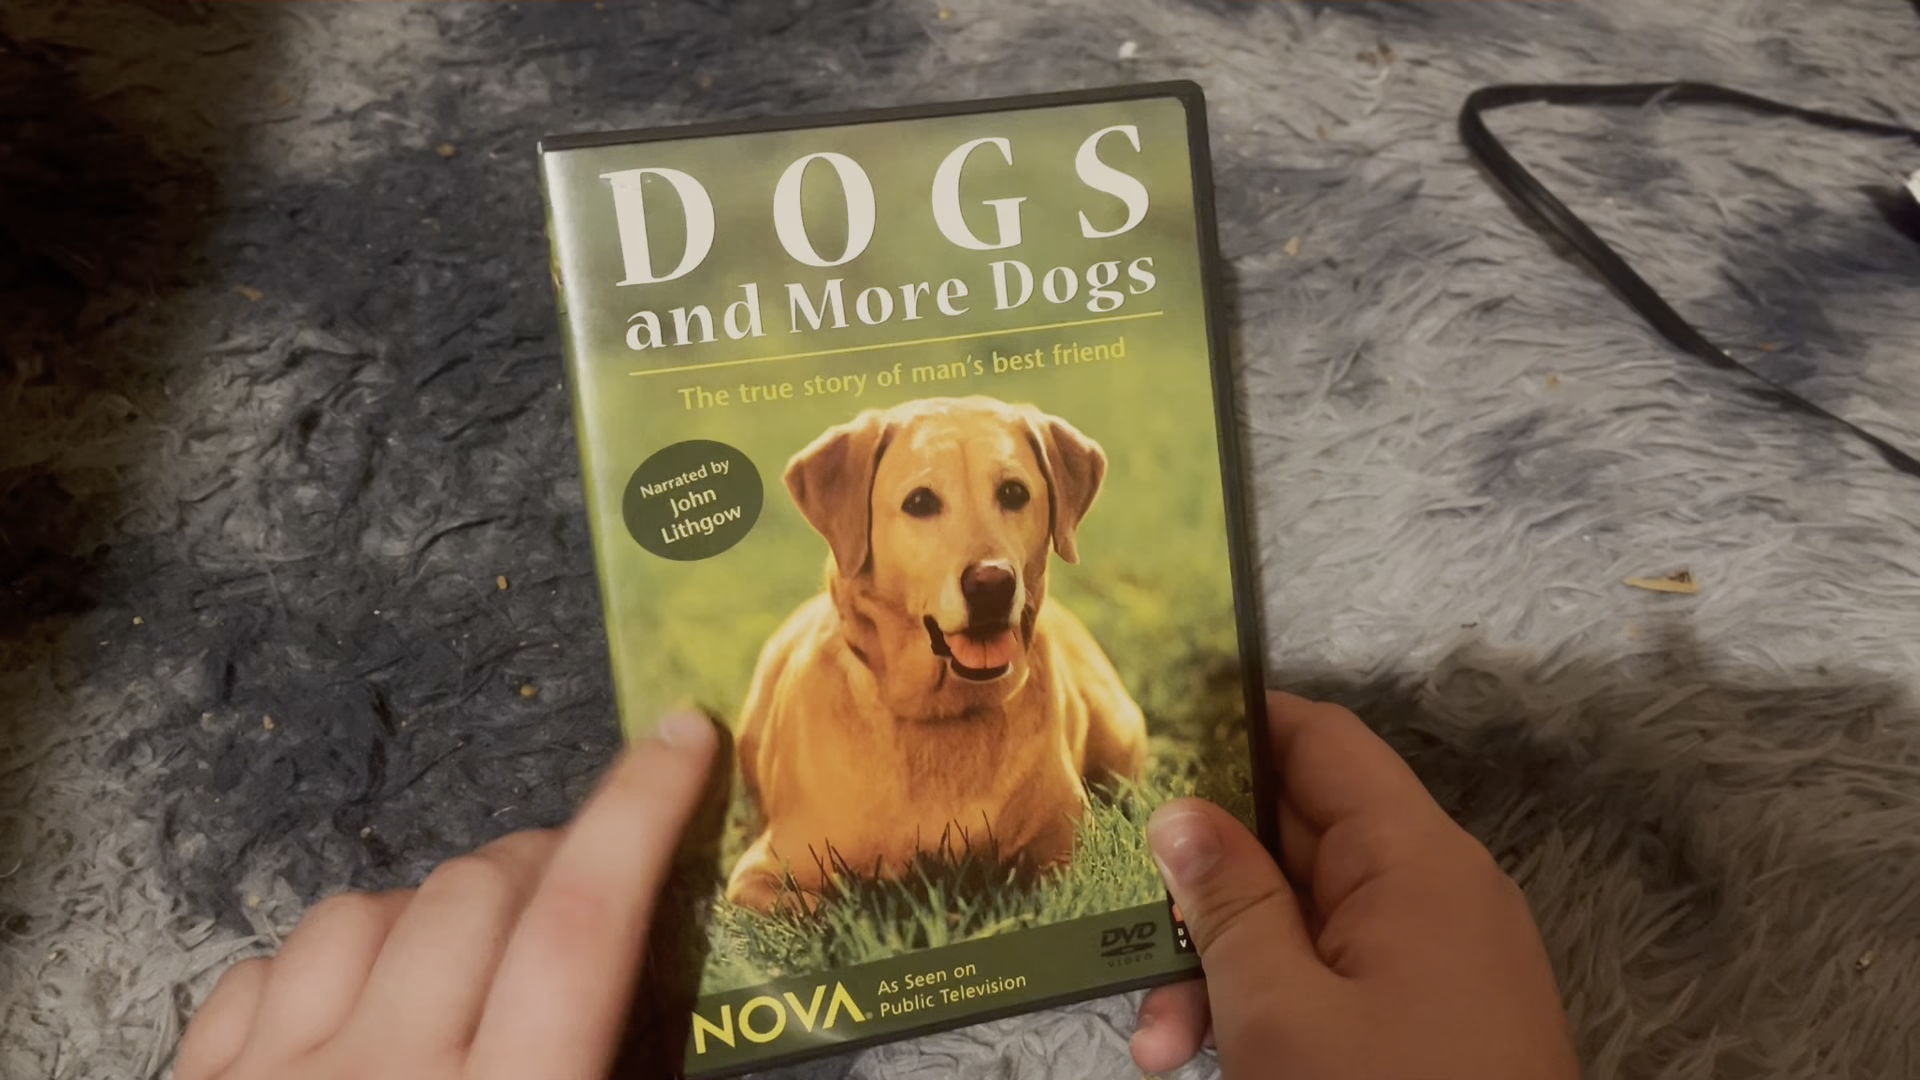 DOGS
and More Dogs
The true story of man's best friend
Narrated by
John
Lithgow
DVD
VIDEO
B
V
NOVA®
As Seen on
Public Television